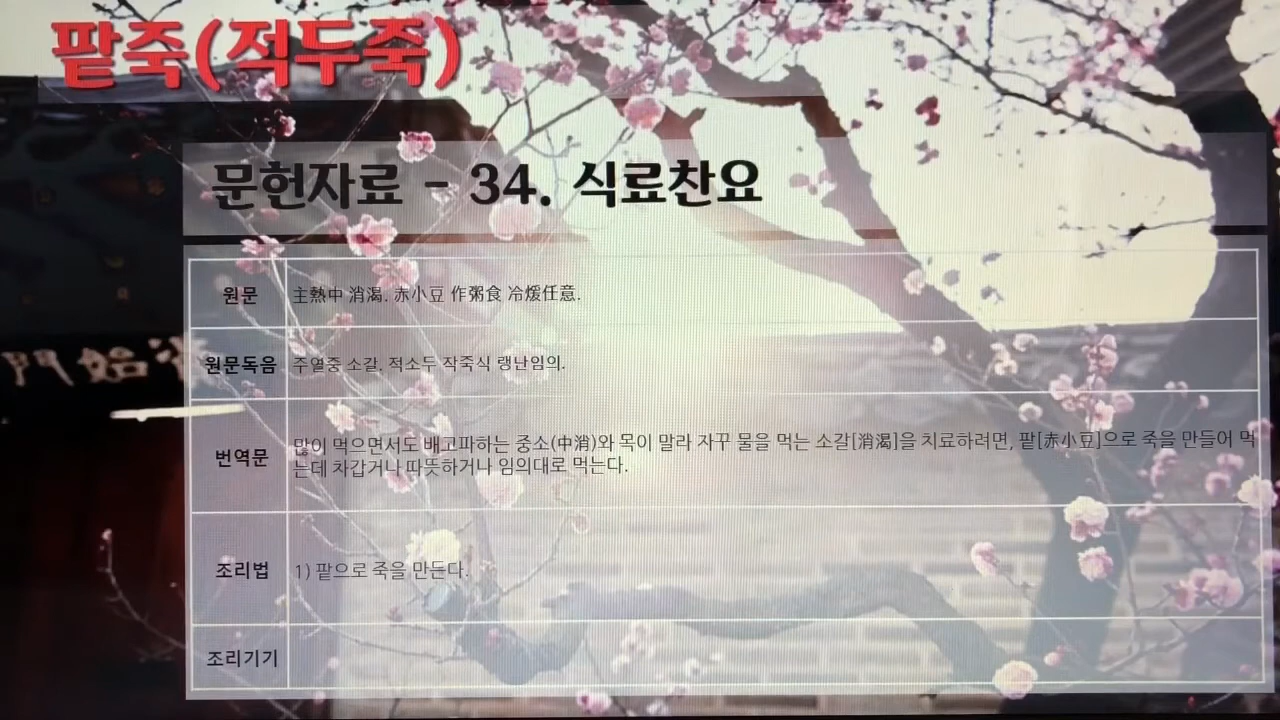 팥죽(적두죽)
문헌자료 - 34. 식료찬요
원문 主熱中 消渴. 赤小豆 作粥食 冷煖任意.
원문독음 주열중 소갈. 적소두 작죽식 랭난임의.
번역문 많이 먹으면서도 배고파하는 중소(中消)와 목이 말라 자꾸 물을 먹는 소갈[消渴]을 치료하려면, 팥[赤小豆]으로 죽을 만들어 먹
는데 차갑거나 따뜻하거나 임의대로 먹는다.
조리법 1) 팥으로 죽을 만든다.
조리기기
門始